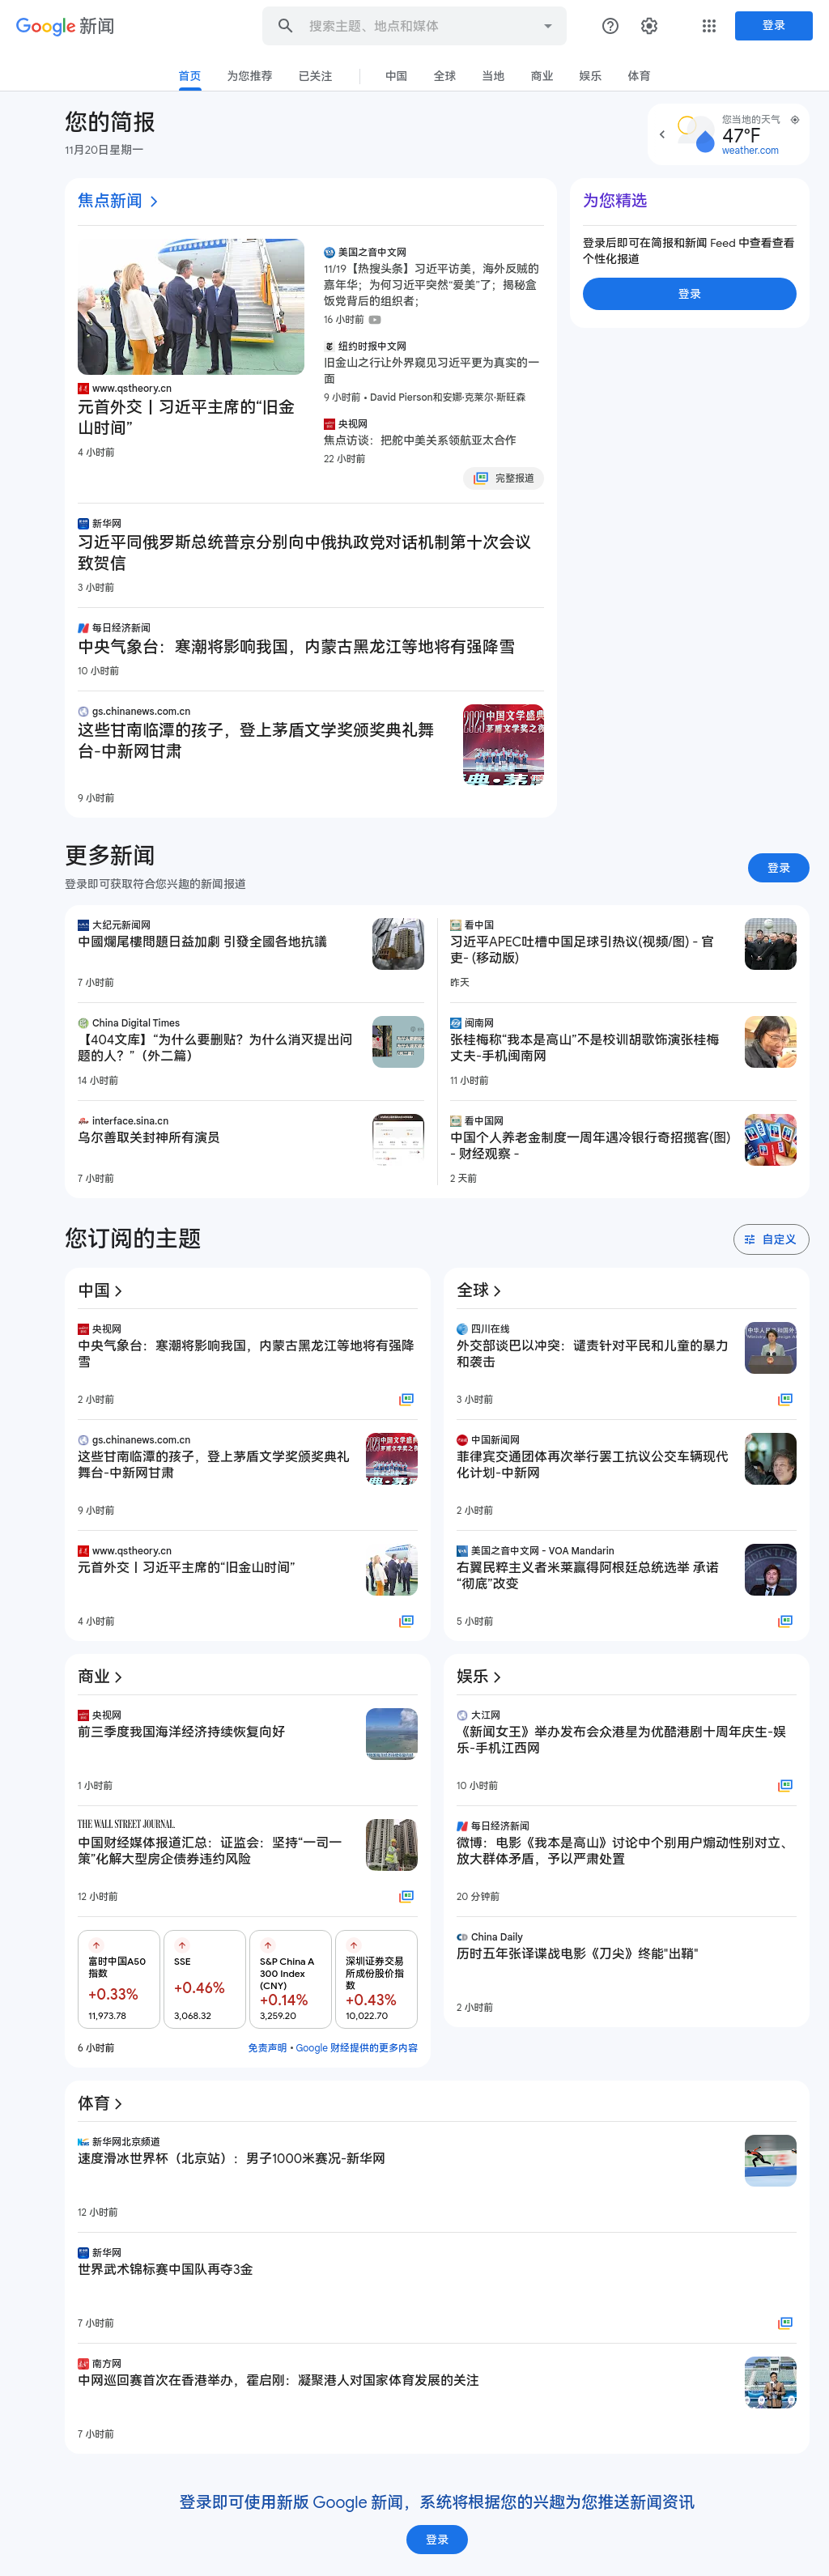 Google 新闻
搜索主题、地点和媒体
登录
首页
为您推荐
已关注
中国
全球
当地
商业
娱乐
体育
您的简报
11月20日星期一
您当地的天气
47°F
weather.com
焦点新闻
www.qstheory.cn
元首外交丨习近平主席的“旧金
山时间”
4 小时前
美国之音中文网
11/19【热搜头条】习近平访美，海外反贼的
嘉年华；为何习近平突然“爱美”了；揭秘盒
饭党背后的组织者；
16 小时前
纽约时报中文网
旧金山之行让外界窥见习近平更为真实的一
面
9 小时前 • David Pierson和安娜·克莱尔·斯旺森
央视网
焦点访谈：把舵中美关系领航亚太合作
22 小时前
完整报道
新华网
习近平同俄罗斯总统普京分别向中俄执政党对话机制第十次会议
致贺信
3 小时前
每日经济新闻
中央气象台：寒潮将影响我国，内蒙古黑龙江等地将有强降雪
10 小时前
gs.chinanews.com.cn
这些甘南临潭的孩子，登上茅盾文学奖颁奖典礼舞
台-中新网甘肃
9 小时前
为您精选
登录后即可在简报和新闻 Feed 中查看查看
个性化报道
登录
更多新闻
登录即可获取符合您兴趣的新闻报道
登录
大纪元新闻网
中國爛尾樓問題日益加劇 引發全國各地抗議
7 小时前
China Digital Times
【404文库】“为什么要删贴？为什么消灭提出问
题的人？”（外二篇）
14 小时前
interface.sina.cn
乌尔善取关封神所有演员
7 小时前
看中国
习近平APEC吐槽中国足球引热议(视频/图) - 官
吏- (移动版)
昨天
闽南网
张桂梅称“我本是高山”不是校训胡歌饰演张桂梅
丈夫-手机闽南网
11 小时前
看中国网
中国个人养老金制度一周年遇冷银行奇招揽客(图)
- 财经观察 -
2 天前
您订阅的主题
自定义
中国
央视网
中央气象台：寒潮将影响我国，内蒙古黑龙江等地将有强降
雪
2 小时前
gs.chinanews.com.cn
这些甘南临潭的孩子，登上茅盾文学奖颁奖典礼
舞台-中新网甘肃
9 小时前
www.qstheory.cn
元首外交丨习近平主席的“旧金山时间”
4 小时前
全球
四川在线
外交部谈巴以冲突：谴责针对平民和儿童的暴力
和袭击
3 小时前
中国新闻网
菲律宾交通团体再次举行罢工抗议公交车辆现代
化计划-中新网
2 小时前
美国之音中文网 - VOA Mandarin
右翼民粹主义者米莱赢得阿根廷总统选举 承诺
“彻底”改变
5 小时前
商业
央视网
前三季度我国海洋经济持续恢复向好
1 小时前
THE WALL STREET JOURNAL.
中国财经媒体报道汇总：证监会：坚持“一司一
策”化解大型房企债券违约风险
12 小时前
富时中国A50
指数
+0.33%
11,973.78
SSE
+0.46%
3,068.32
S&P China A
300 Index
(CNY)
+0.14%
3,259.20
深圳证券交易
所成份股价指
数
+0.43%
10,022.70
6 小时前
免责声明 • Google 财经提供的更多内容
娱乐
大江网
《新闻女王》举办发布会众港星为优酷港剧十周年庆生-娱
乐-手机江西网
10 小时前
每日经济新闻
微博：电影《我本是高山》讨论中个别用户煽动性别对立、
放大群体矛盾，予以严肃处置
20 分钟前
China Daily
历时五年张译谍战电影《刀尖》终能"出鞘"
2 小时前
体育
新华网北京频道
速度滑冰世界杯（北京站）：男子1000米赛况-新华网
12 小时前
新华网
世界武术锦标赛中国队再夺3金
7 小时前
南方网
中网巡回赛首次在香港举办，霍启刚：凝聚港人对国家体育发展的关注
7 小时前
登录即可使用新版 Google 新闻，系统将根据您的兴趣为您推送新闻资讯
登录